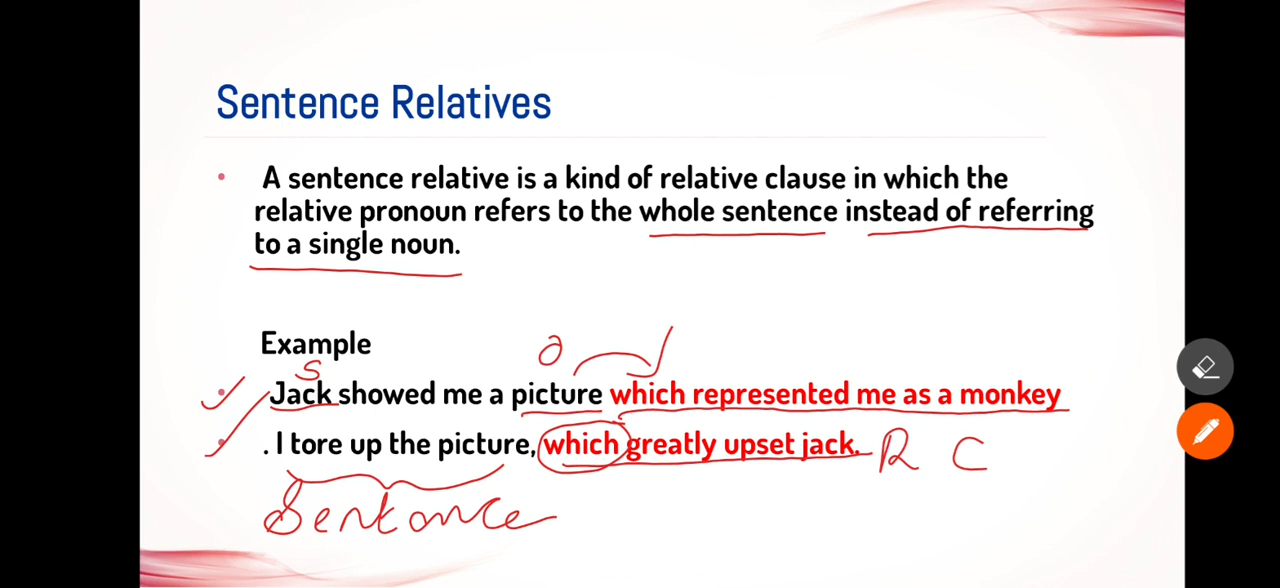 Sentence Relatives
• A sentence relative is a kind of relative clause in which the
relative pronoun refers to the whole sentence instead of referring
to a single noun.
Example
S
O
• Jack showed me a picture which represented me as a monkey
• . I tore up the picture, which greatly upset jack. R C
Sentance